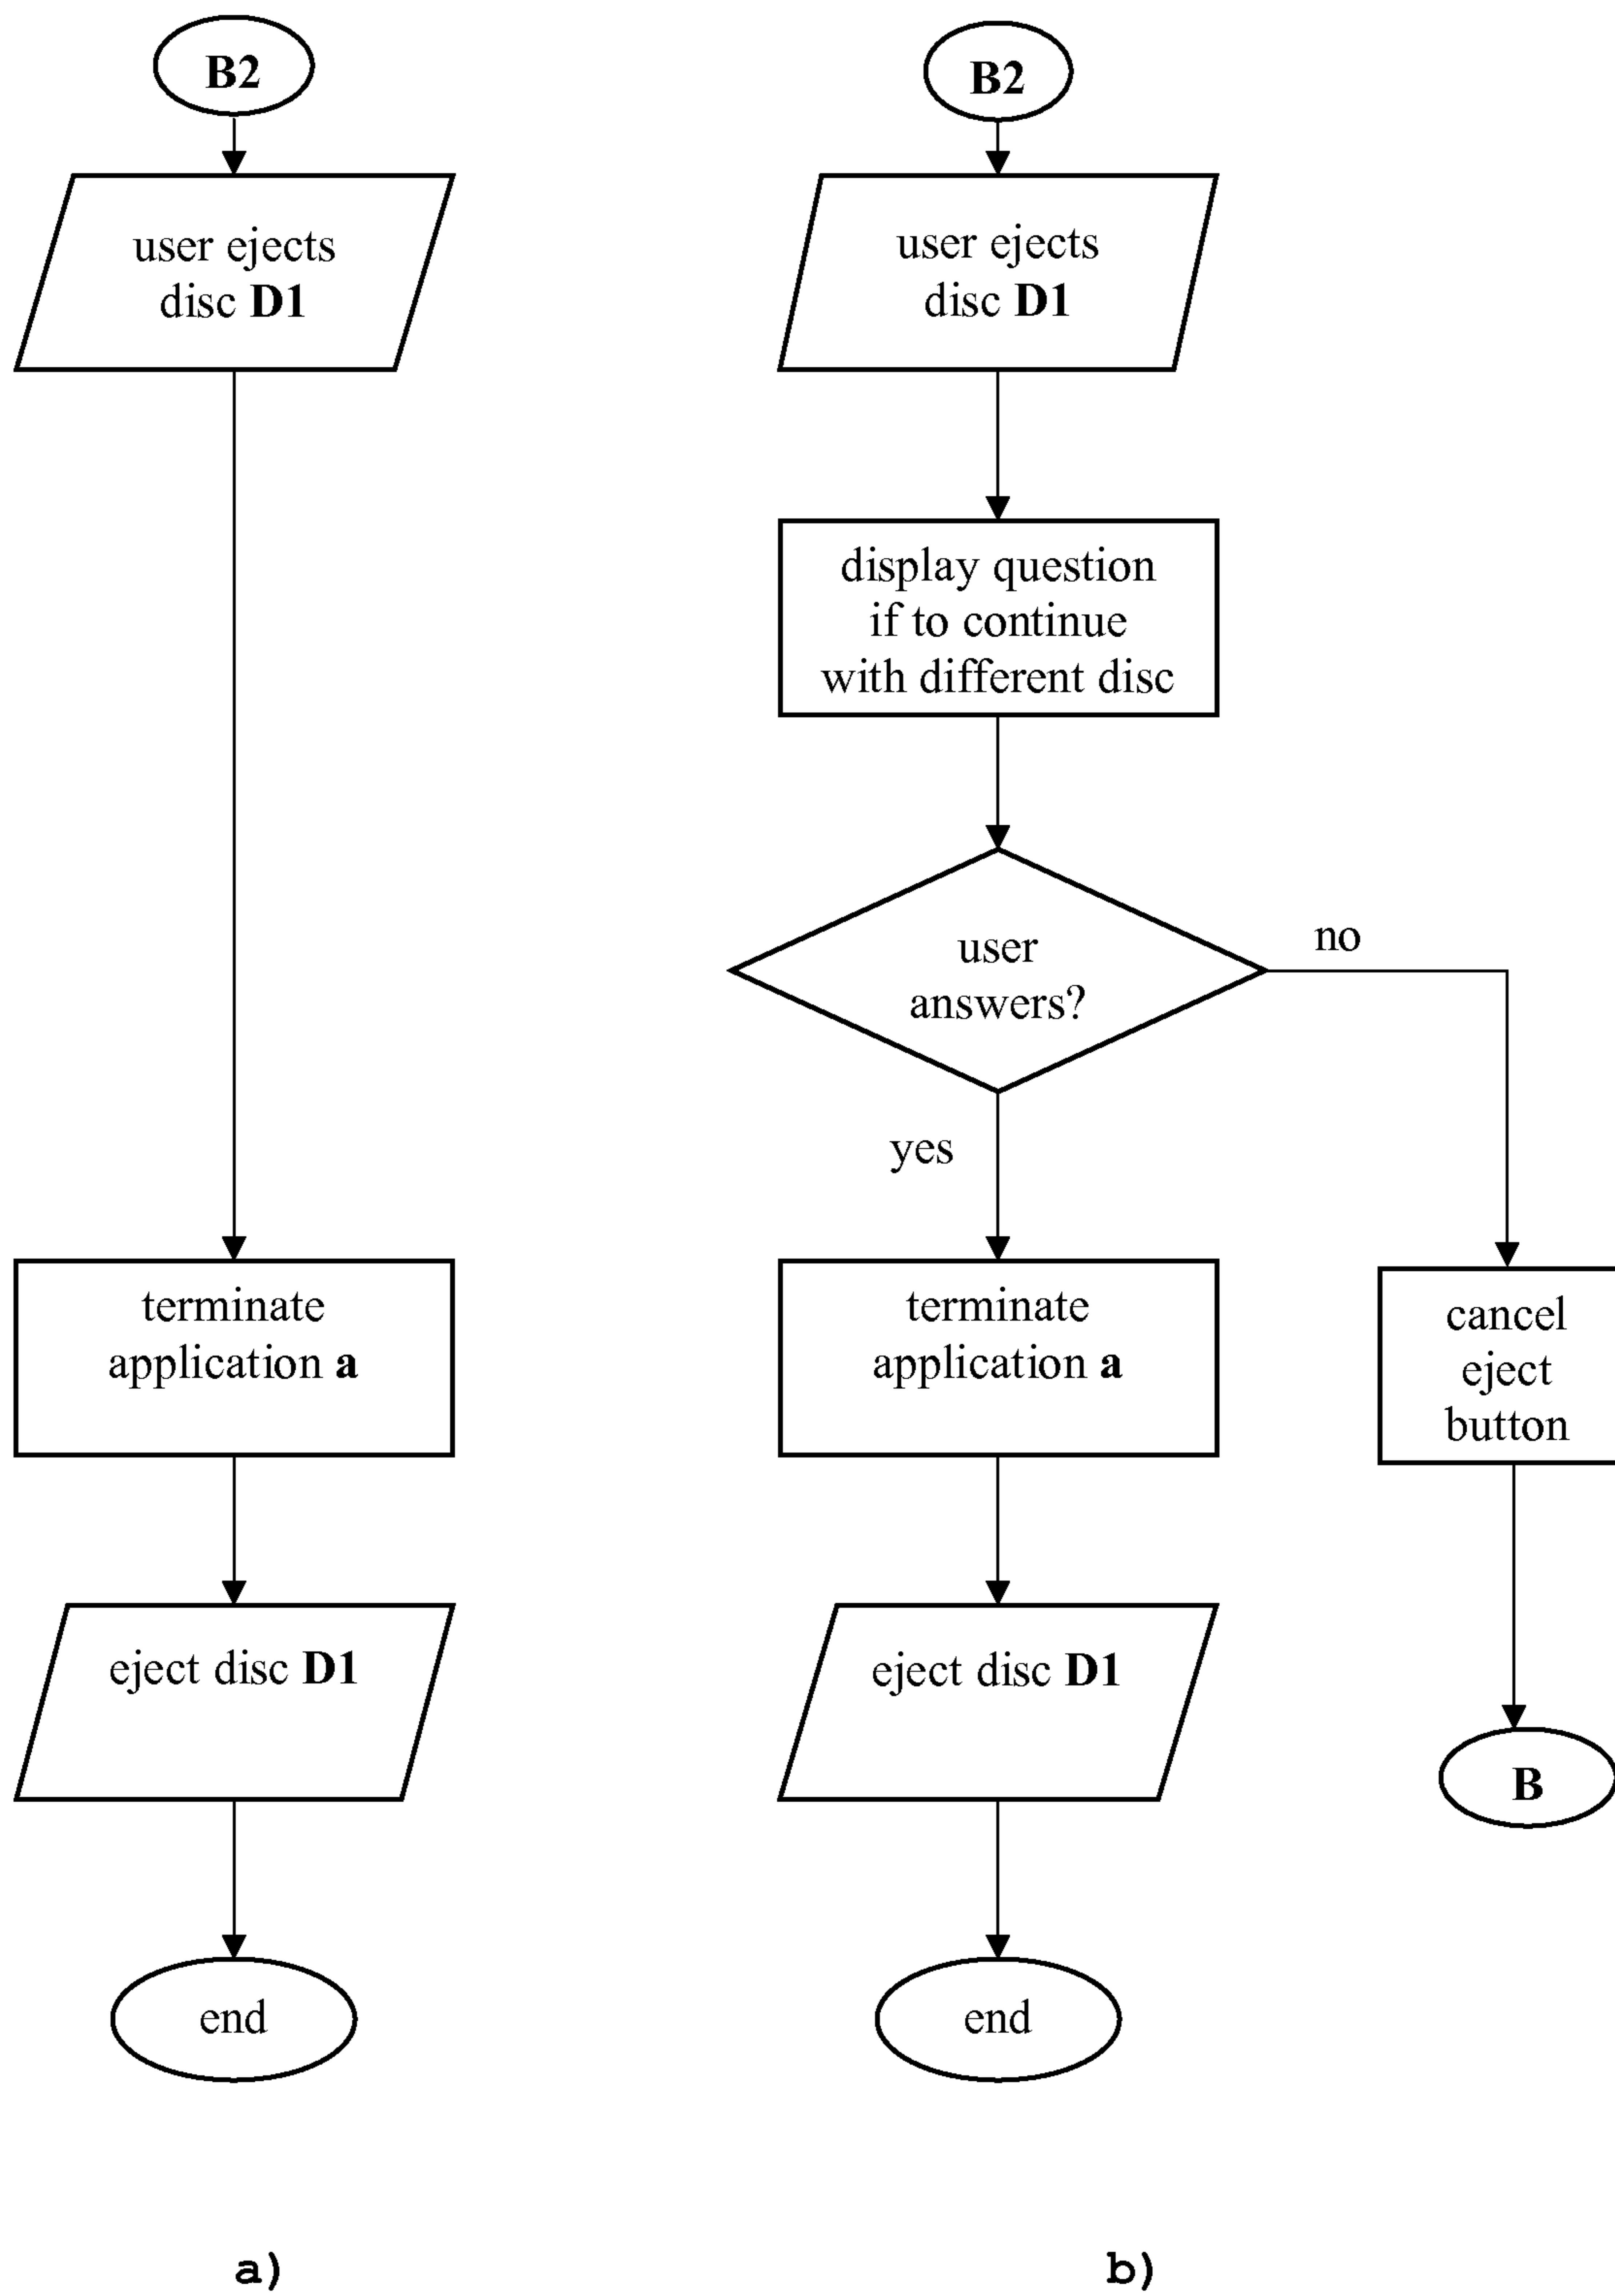 B2
user ejects
disc D1
terminate
application a
eject disc D1
end
a)
B2
user ejects
disc D1
display question
if to continue
with different disc
user
answers?
no
yes
terminate
application a
cancel
eject
button
eject disc D1
B
end
b)